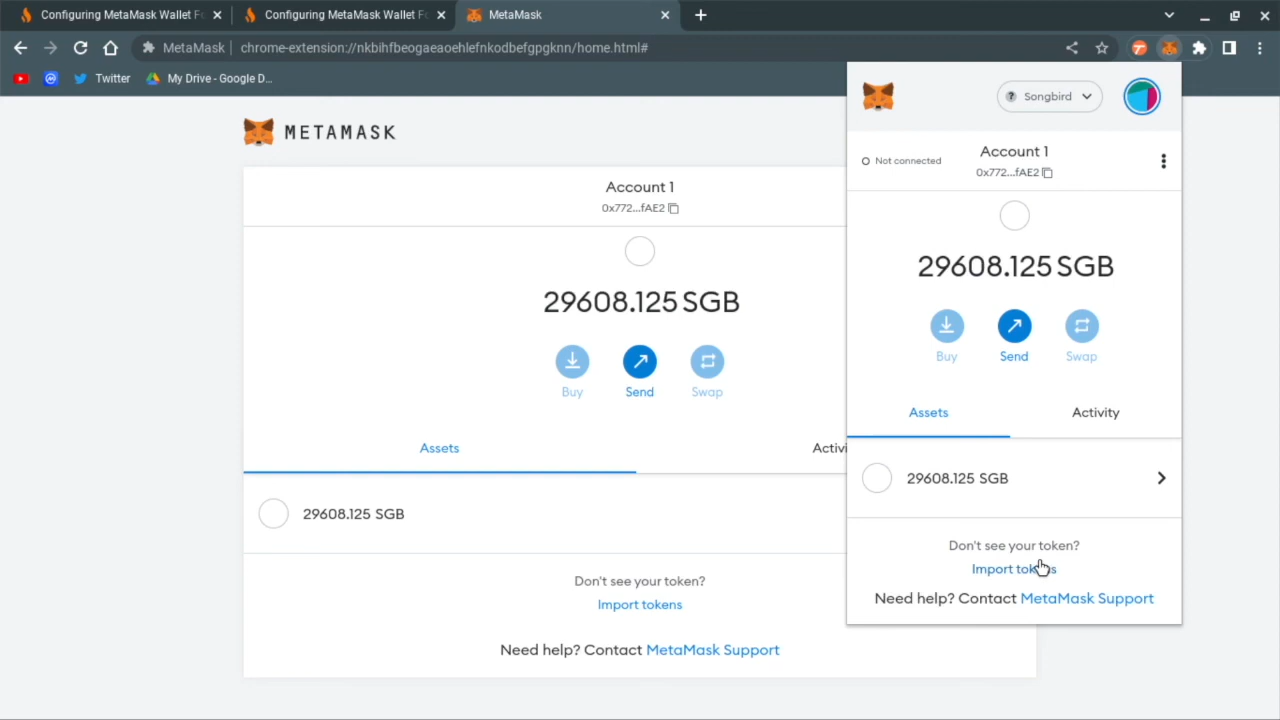 Configuring MetaMask Wallet Fo
Configuring MetaMask Wallet F
MetaMask
MetaMask
chrome-extension://nkbihfbeogaeaoehlefnkodbefgpgknn/home.html#
Twitter
My Drive - Google D...
METAMASK
Account 1
0x772...fAE2
29608.125 SGB
Buy
Send
Swap
Assets
Activi
29608.125 SGB
Don't see your token?
Import tokens
Need help? Contact MetaMask Support
? Songbird
Not connected
Account 1
0x772...fAE2
29608.125 SGB
Buy
Send
Swap
Assets
Activity
29608.125 SGB
Don't see your token?
Import tokens
Need help? Contact MetaMask Support